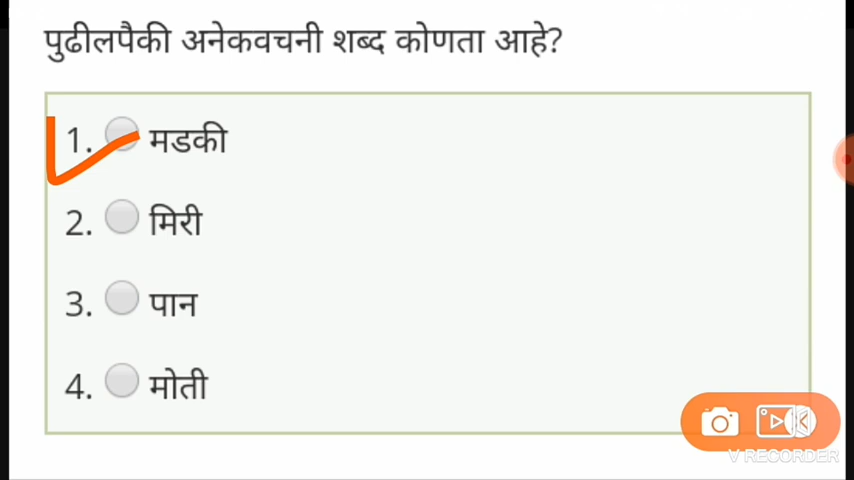 पुढीलपैकी अनेकवचनी शब्द कोणता आहे?
1. मडकी
2. मिरी
3. पान
4. मोती
V RECORDER